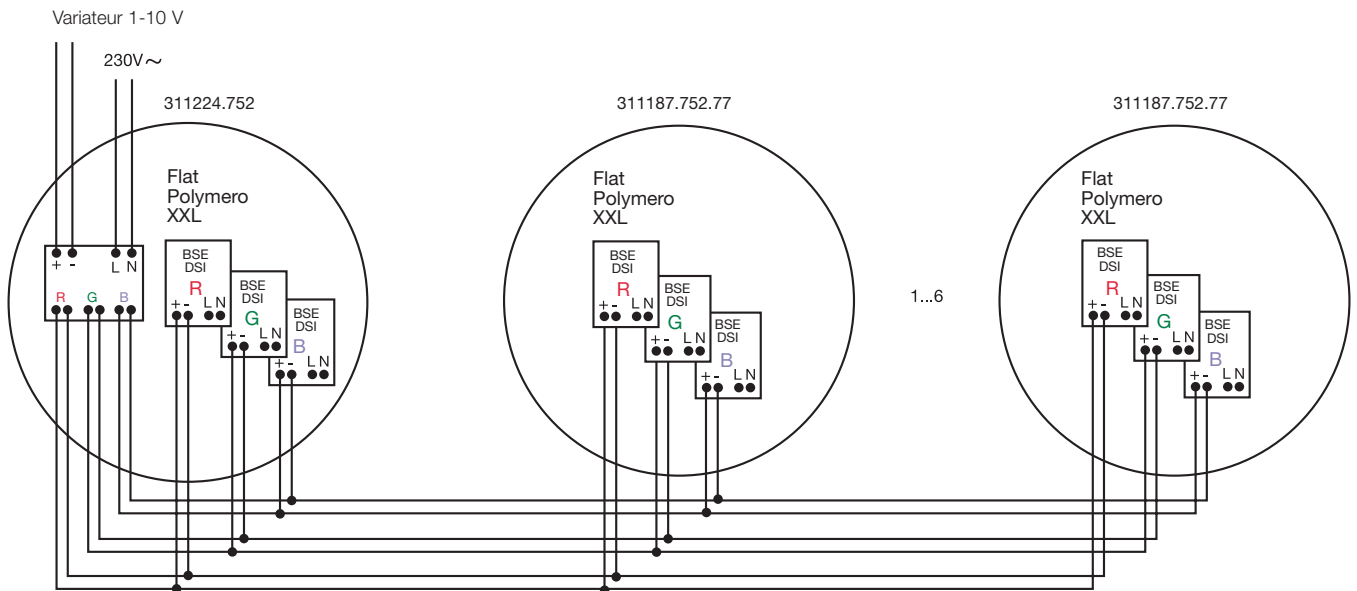 Variateur 1-10 V
230V~
311224.752
311187.752.77
311187.752.77
Flat
Polymero
XXL
+ -
L N
R G B
BSE
DSI
R
+ - L N
BSE
DSI
G
+ - L N
BSE
DSI
B
+ - L N
Flat
Polymero
XXL
BSE
DSI
R
+ - L N
BSE
DSI
G
+ - L N
BSE
DSI
B
+ - L N
1...6
Flat
Polymero
XXL
BSE
DSI
R
+ - L N
BSE
DSI
G
+ - L N
BSE
DSI
B
+ - L N